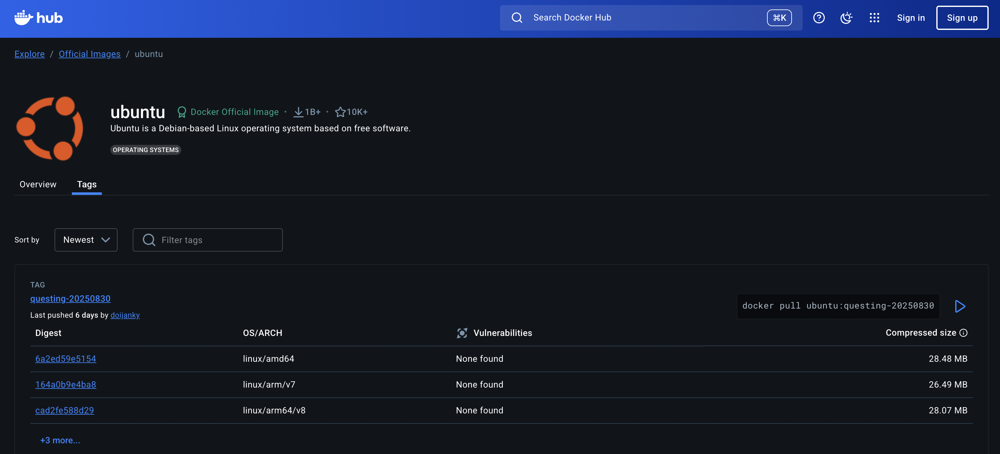 hub
Search Docker Hub
⌘K
Sign in
Sign up
Explore / Official Images / ubuntu
ubuntu Docker Official Image • 1B+ • 10K+
Ubuntu is a Debian-based Linux operating system based on free software.
OPERATING SYSTEMS
Overview Tags
Sort by Newest Filter tags
TAG
questing-20250830
Last pushed 6 days by doijanky
docker pull ubuntu:questing-20250830
Digest OS/ARCH Vulnerabilities Compressed size
6a2ed59e5154 linux/amd64 None found 28.48 MB
164a0b9e4ba8 linux/arm/v7 None found 26.49 MB
cad2fe588d29 linux/arm64/v8 None found 28.07 MB
+3 more...